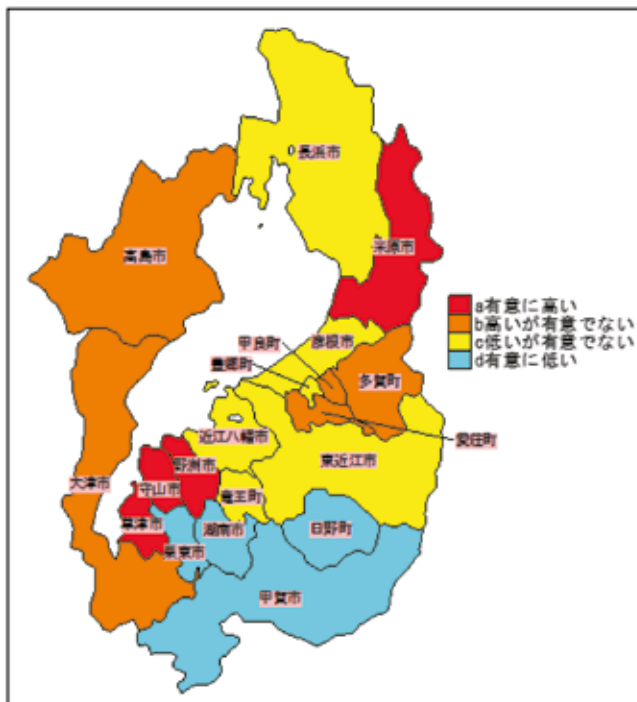 長浜市
米原市
高島市
a有意に高い
b高いが有意でない
c低いが有意でない
d有意に低い
彦根市
甲良町
豊郷町
多賀町
近江八幡市
愛荘町
野洲市
東近江市
大津市
守山市
竜王町
草津市
湖南市
日野町
栗東市
甲賀市